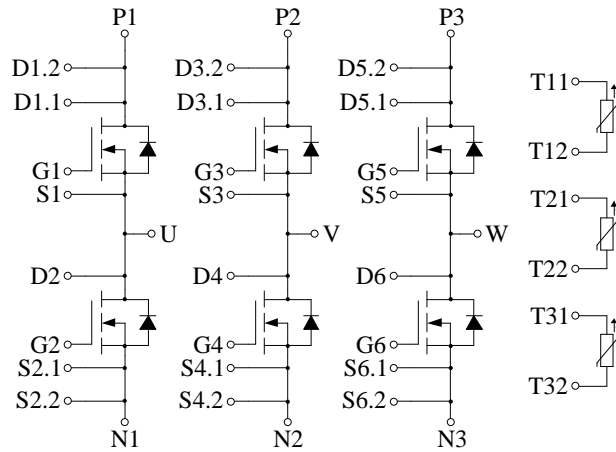 P1 P2 P3
D1.2 D3.2 D5.2
T11
D1.1 D3.1 D5.1
T12
G1 G3 G5
S1 S3 S5
T21
U V W
T22
D2 D4 D6
T31
G2 G4 G6
S2.1 S4.1 S6.1
T32
S2.2 S4.2 S6.2
N1 N2 N3